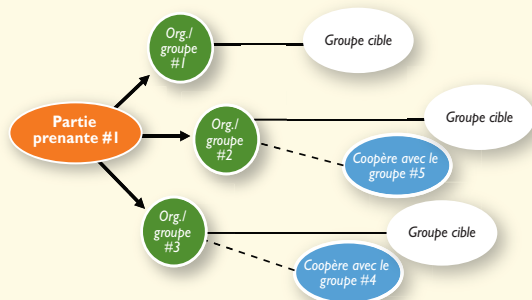 Org./
groupe
#1
Groupe cible
Partie
prenante #1
Org./
groupe
#2
Groupe cible
Coopère avec le
groupe #5
Org./
groupe
#3
Groupe cible
Coopère avec le
groupe #4